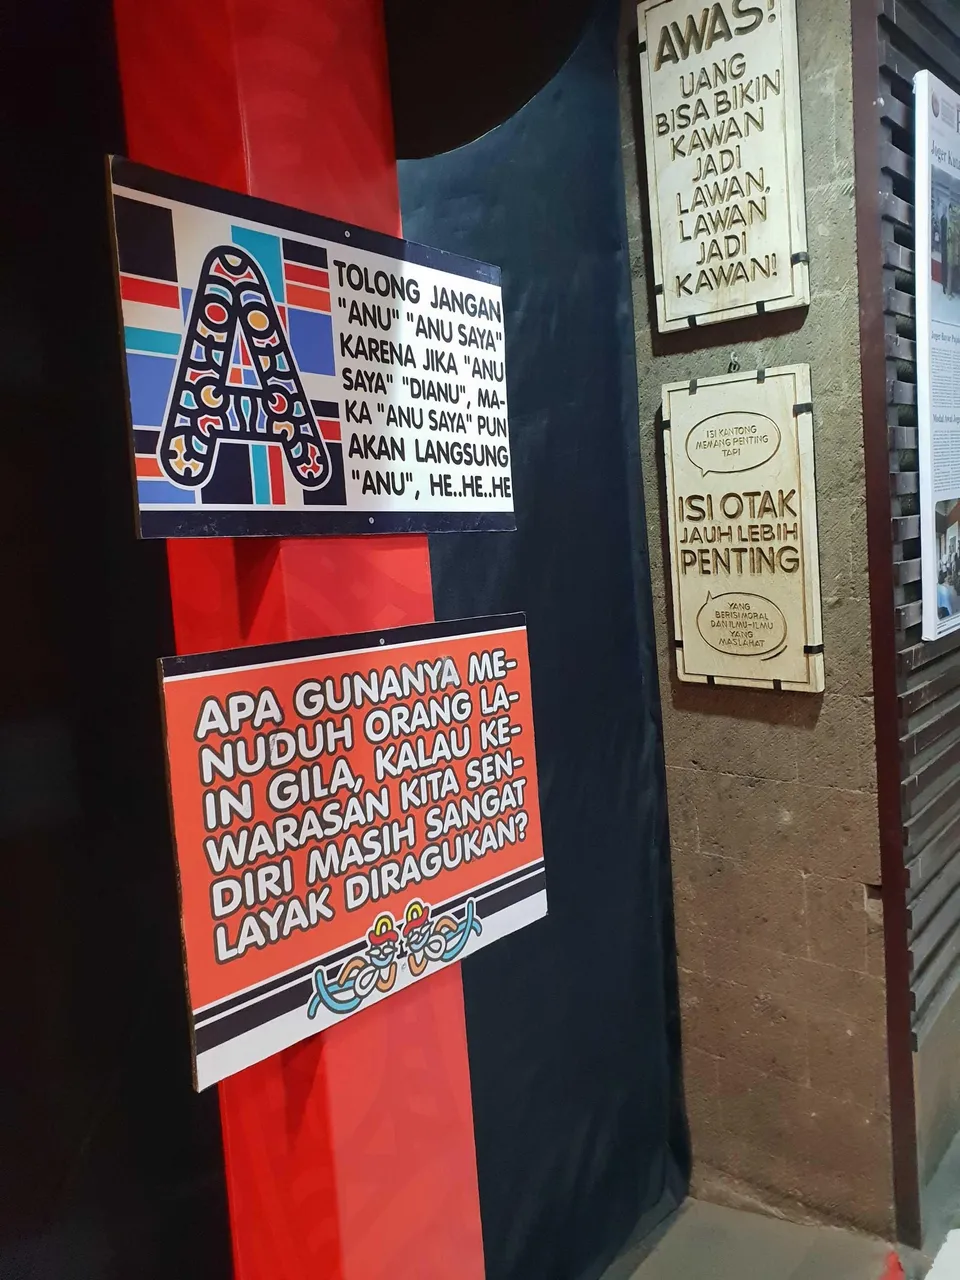 A
TOLONG JANGAN
"ANU" "ANU SAYA"
KARENA JIKA "ANU
SAYA" "DIANU", MA-
KA "ANU SAYA" PUN
AKAN LANGSUNG
"ANU", HE..HE..HE
APA GUNANYA ME-
NUDUH ORANG LA-
IN GILA, KALAU KE-
WARASAN KITA SEN-
DIRI MASIH SANGAT
LAYAK DIRAGUKAN?
AWAS!
UANG
BISA BIKIN
KAWAN
JADI
LAWAN,
LAWAN
JADI
KAWAN!
ISI KANTONG
MEMANG PENTING
TAPI
ISI OTAK
JAUH LEBIH
PENTING
YANG
BERISI MORAL
DAN ILMU-ILMU
YANG
MASLAHAT